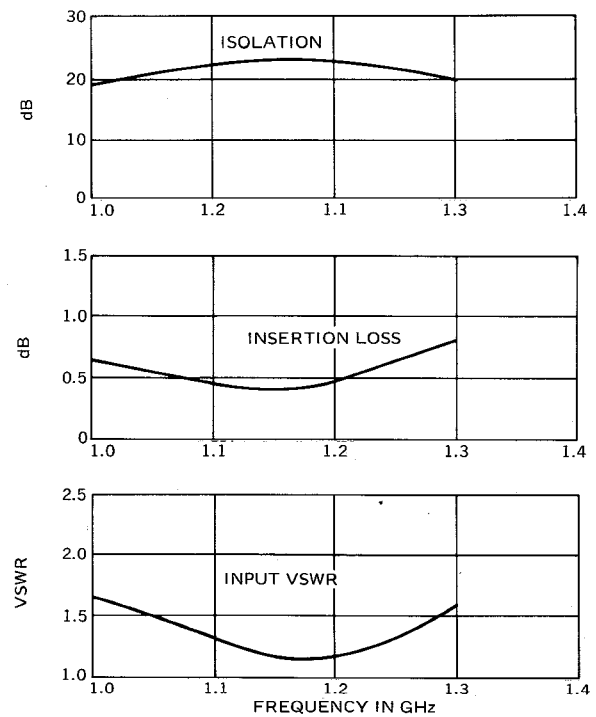 30
ISOLATION
20
dB
10
0
1.0 1.2 1.1 1.3 1.4
1.5
1.0
INSERTION LOSS
dB
0.5
0
1.0 1.1 1.2 1.3 1.4
2.5
2.0
INPUT VSWR
VSWR
1.5
1.0
1.0 1.1 1.2 1.3 1.4
FREQUENCY IN GHz